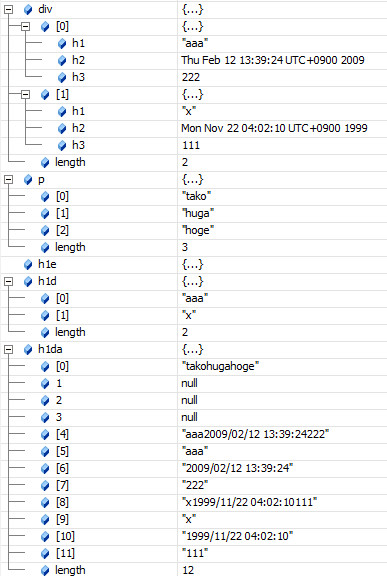 div {...}
[0] {...}
h1 "aaa"
h2 Thu Feb 12 13:39:24 UTC+0900 2009
h3 222
[1] {...}
h1 "x"
h2 Mon Nov 22 04:02:10 UTC+0900 1999
h3 111
length 2
p {...}
[0] "tako"
[1] "huga"
[2] "hoge"
length 3
h1e {...}
h1d {...}
[0] "aaa"
[1] "x"
length 2
h1da {...}
[0] "takohugahoge"
1 null
2 null
3 null
[4] "aaa2009/02/12 13:39:24222"
[5] "aaa"
[6] "2009/02/12 13:39:24"
[7] "222"
[8] "x1999/11/22 04:02:10111"
[9] "x"
[10] "1999/11/22 04:02:10"
[11] "111"
length 12